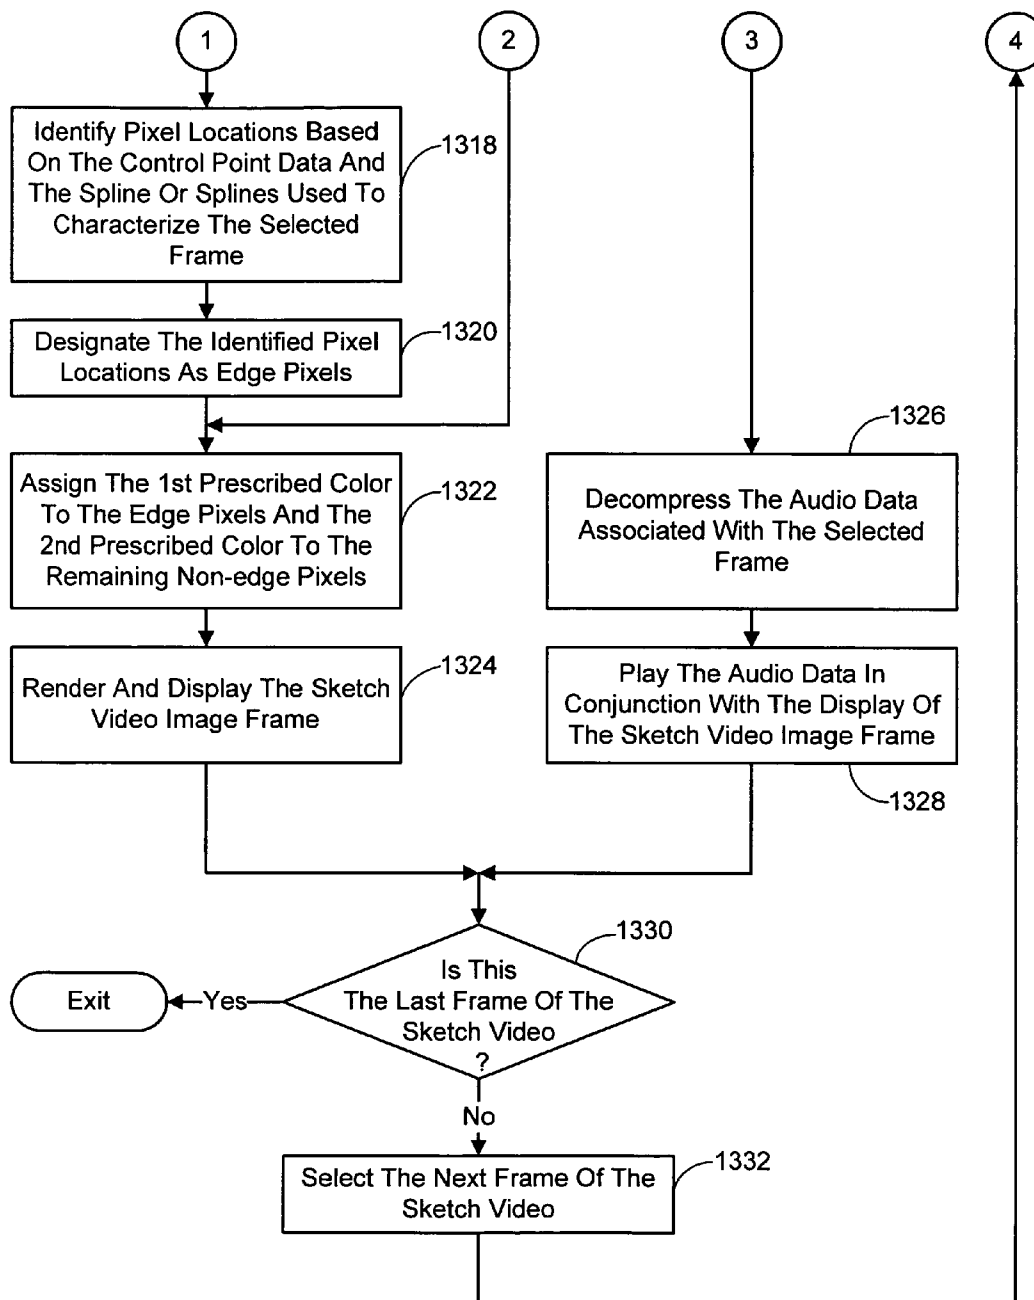 1
2
3
4
Identify Pixel Locations Based
On The Control Point Data And
The Spline Or Splines Used To
Characterize The Selected
Frame
1318
Designate The Identified Pixel
Locations As Edge Pixels
1320
Assign The 1st Prescribed Color
To The Edge Pixels And The
2nd Prescribed Color To The
Remaining Non-edge Pixels
1322
Render And Display The Sketch
Video Image Frame
1324
1326
Decompress The Audio Data
Associated With The Selected
Frame
Play The Audio Data In
Conjunction With The Display Of
The Sketch Video Image Frame
1328
1330
Is This
The Last Frame Of The
Sketch Video
?
Yes
Exit
No
Select The Next Frame Of The
Sketch Video
1332